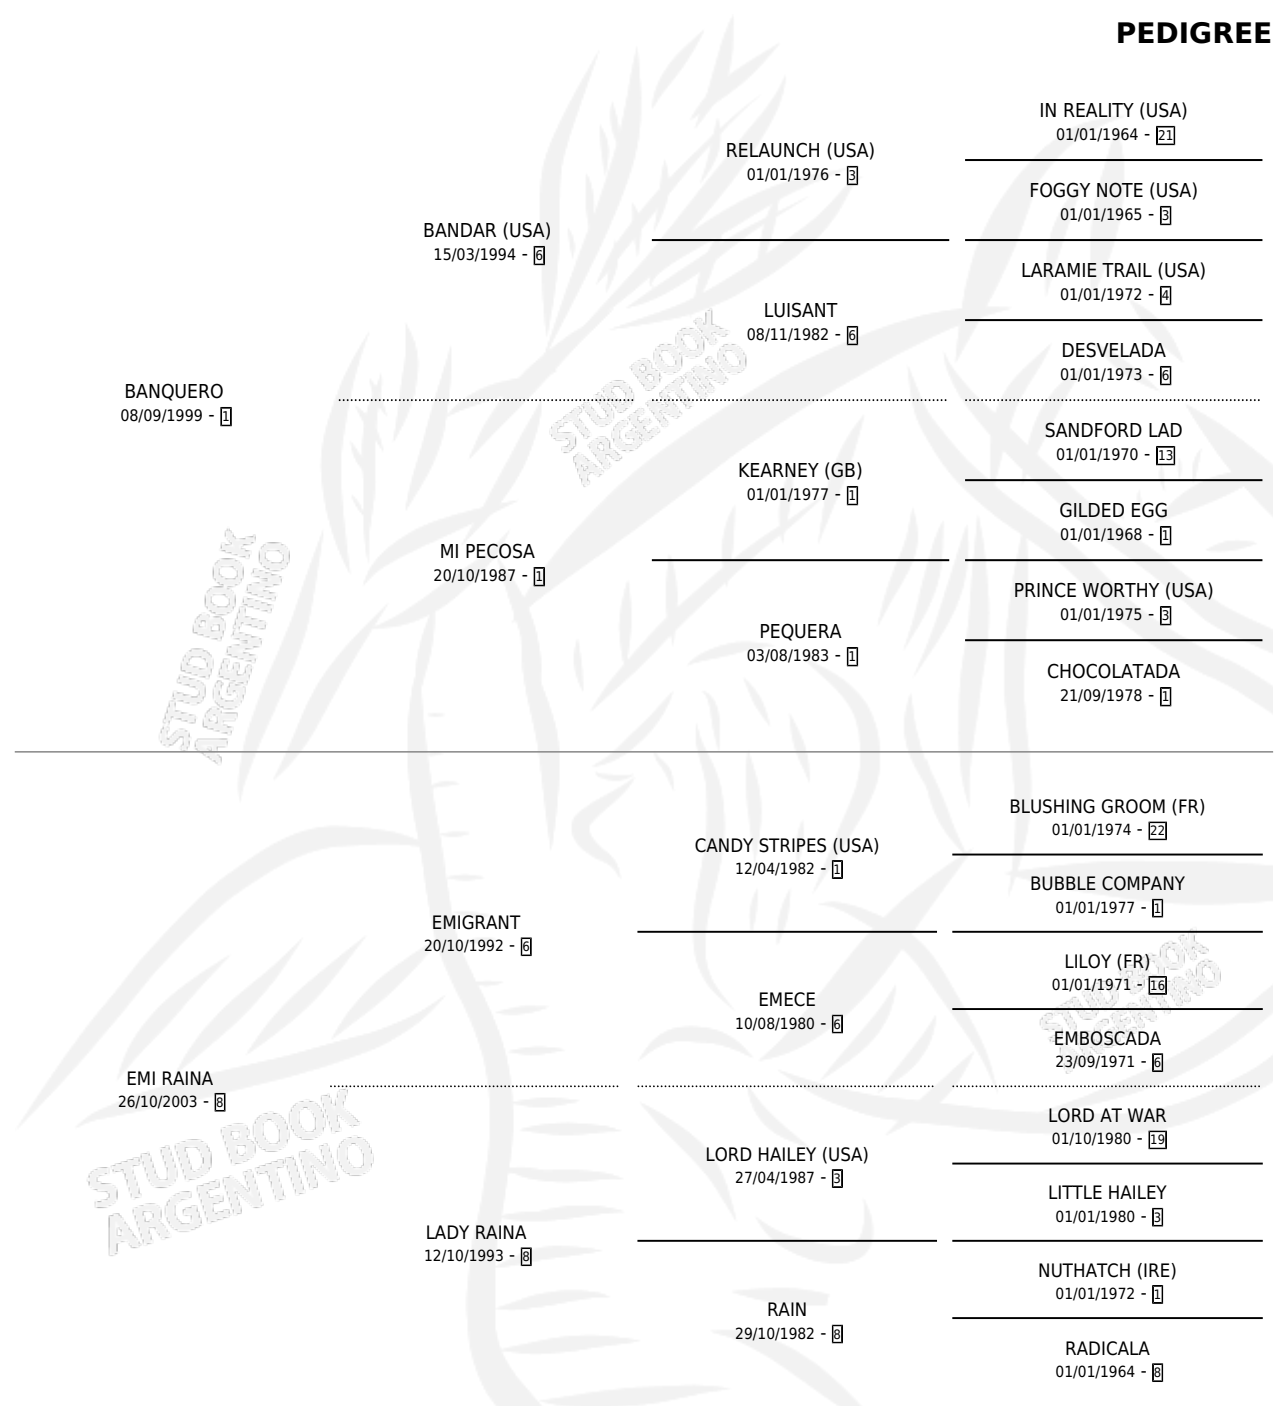 PEDIGREE
IN REALITY (USA)
01/01/1964 - 21
RELAUNCH (USA)
01/01/1976 - 3
FOGGY NOTE (USA)
01/01/1965 - 3
BANDAR (USA)
15/03/1994 - 6
LARAMIE TRAIL (USA)
01/01/1972 - 4
LUISANT
08/11/1982 - 6
DESVELADA
01/01/1973 - 6
BANQUERO
08/09/1999 - 1
SANDFORD LAD
01/01/1970 - 13
KEARNEY (GB)
01/01/1977 - 1
GILDED EGG
01/01/1968 - 1
MI PECOSA
20/10/1987 - 1
PRINCE WORTHY (USA)
01/01/1975 - 3
PEQUERA
03/08/1983 - 1
CHOCOLATADA
21/09/1978 - 1
BLUSHING GROOM (FR)
01/01/1974 - 22
CANDY STRIPES (USA)
12/04/1982 - 1
BUBBLE COMPANY
01/01/1977 - 1
EMIGRANT
20/10/1992 - 6
LILOY (FR)
01/01/1971 - 16
EMECE
10/08/1980 - 6
EMBOSCADA
23/09/1971 - 6
EMI RAINA
26/10/2003 - 8
LORD AT WAR
01/10/1980 - 19
LORD HAILEY (USA)
27/04/1987 - 3
LITTLE HAILEY
01/01/1980 - 3
LADY RAINA
12/10/1993 - 8
NUTHATCH (IRE)
01/01/1972 - 1
RAIN
29/10/1982 - 8
RADICALA
01/01/1964 - 8
STUD BOOK
ARGENTINO
STUD BOOK
ARGENTINO
STUD BOOK
ARGENTINO
STUD BOOK
ARGENTINO